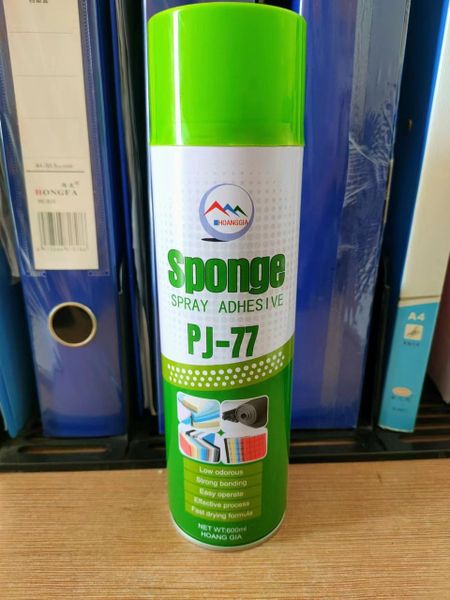 HONGFA
HOANGGIA
Sponge
SPRAY ADHESIVE
PJ-77
A4
Low odorous
Strong bonding
Easy operate
Effective process
Fast drying formula
NET WT:600ml
HOANG GIA